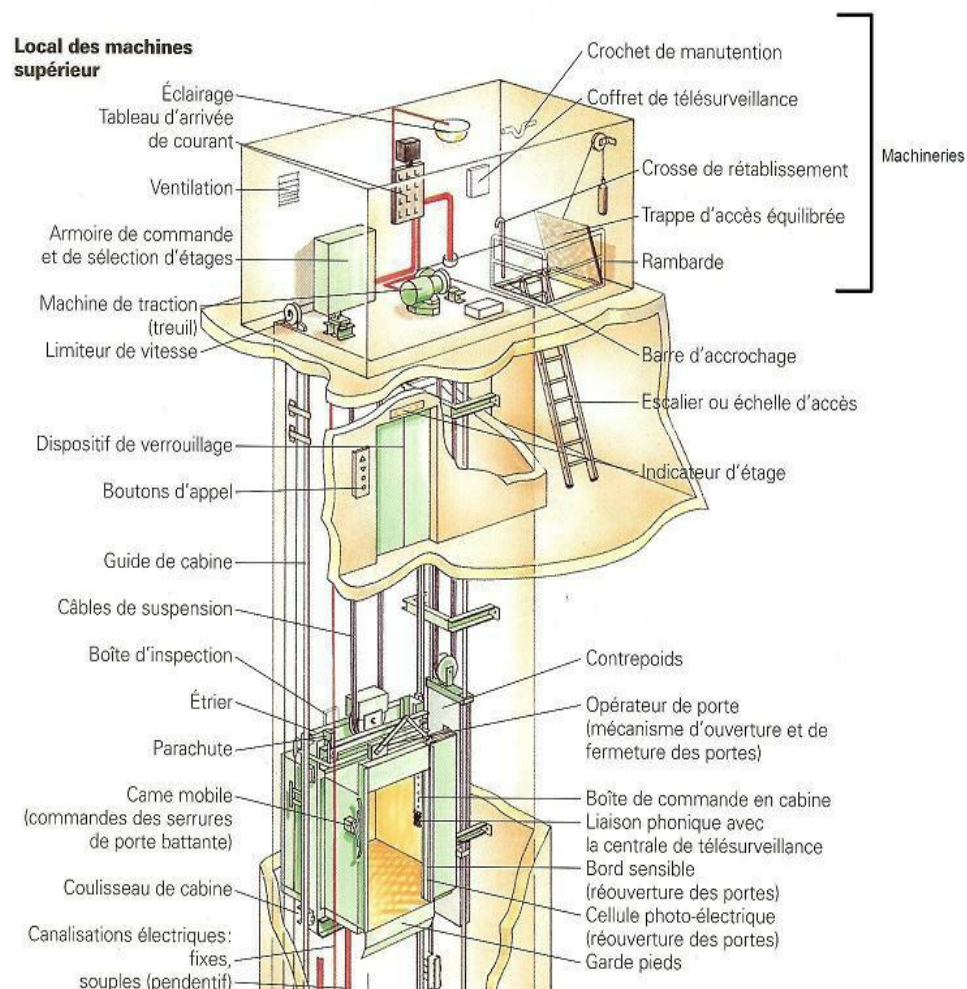 Local des machines
supérieur
Éclairage
Tableau d'arrivée
de courant
Ventilation
Armoire de commande
et de sélection d'étages
Machine de traction
(treuil)
Limiteur de vitesse
Dispositif de verrouillage
Boutons d'appel
Guide de cabine
Câbles de suspension
Boîte d'inspection
Étrier
Parachute
Came mobile
(commandes des serrures
de porte battante)
Coulisseau de cabine
Canalisations électriques:
fixes,
souples (pendentif)
Crochet de manutention
Coffret de télésurveillance
Crosse de rétablissement
Trappe d'accès équilibrée
Rambarde
Machineries
Barre d'accrochage
Escalier ou échelle d'accès
Indicateur d'étage
Contrepoids
Opérateur de porte
(mécanisme d'ouverture et de
fermeture des portes)
Boîte de commande en cabine
Liaison phonique avec
la centrale de télésurveillance
Bord sensible
(réouverture des portes)
Cellule photo-électrique
(réouverture des portes)
Garde pieds